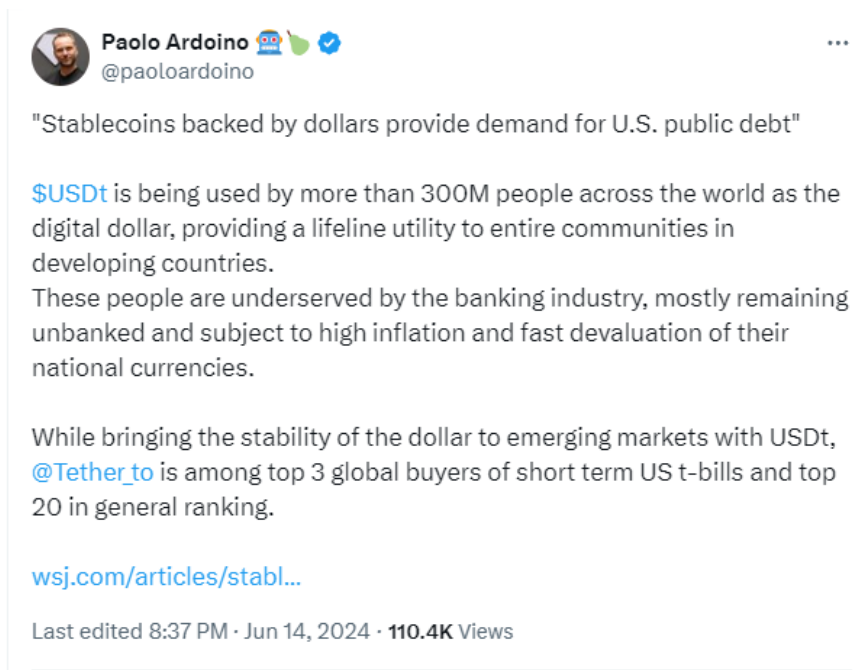 Paolo Ardoino 🤖🍐
@paoloardoino
"Stablecoins backed by dollars provide demand for U.S. public debt"
$USDt is being used by more than 300M people across the world as the
digital dollar, providing a lifeline utility to entire communities in
developing countries.
These people are underserved by the banking industry, mostly remaining
unbanked and subject to high inflation and fast devaluation of their
national currencies.
While bringing the stability of the dollar to emerging markets with USDt,
@Tether_to is among top 3 global buyers of short term US t-bills and top
20 in general ranking.
wsj.com/articles/stabl...
Last edited 8:37 PM · Jun 14, 2024 · 110.4K Views